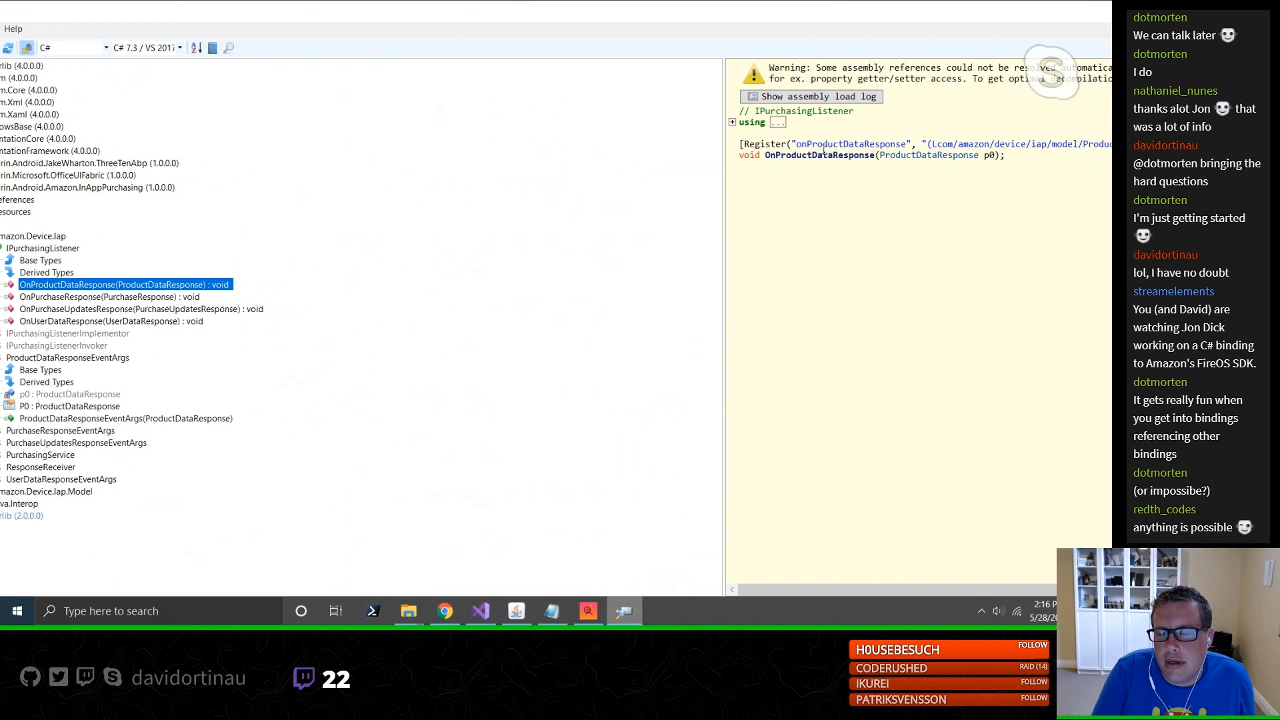 Help
C#
C# 7.3 / VS 2017
rlib (4.0.0.0)
m (4.0.0.0)
m.Core (4.0.0.0)
m.Xml (4.0.0.0)
m.Xaml (4.0.0.0)
owsBase (4.0.0.0)
entationCore (4.0.0.0)
entationFramework (4.0.0.0)
rin.Android.JakeWharton.ThreeTenAbp (1.0.0.0)
rin.Microsoft.OfficeUIFabric (1.0.0.0)
rin.Android.Amazon.InAppPurchasing (1.0.0.0)
eferences
esources
mazon.Device.Iap
IPurchasingListener
Base Types
Derived Types
OnProductDataResponse(ProductDataResponse) : void
OnPurchaseResponse(PurchaseResponse) : void
OnPurchaseUpdatesResponse(PurchaseUpdatesResponse) : void
OnUserDataResponse(UserDataResponse) : void
IPurchasingListenerImplementor
IPurchasingListenerInvoker
ProductDataResponseEventArgs
Base Types
Derived Types
p0 : ProductDataResponse
P0 : ProductDataResponse
ProductDataResponseEventArgs(ProductDataResponse)
PurchaseResponseEventArgs
PurchaseUpdatesResponseEventArgs
PurchasingService
ResponseReceiver
UserDataResponseEventArgs
mazon.Device.Iap.Model
va.Interop
rlib (2.0.0.0)
Warning: Some assembly references could not be resolved automatica
for ex. property getter/setter access. To get optimal decompilatio
Show assembly load log
// IPurchasingListener
using ...
[Register("onProductDataResponse", "(Lcom/amazon/device/iap/model/Produc
void OnProductDataResponse(ProductDataResponse p0);
dotmorten
We can talk later
dotmorten
I do
nathaniel_nunes
thanks alot Jon that
was a lot of info
davidortinau
@dotmorten bringing the
hard questions
dotmorten
I'm just getting started
davidortinau
lol, I have no doubt
streamelements
You (and David) are
watching Jon Dick
working on a C# binding
to Amazon's FireOS SDK.
dotmorten
It gets really fun when
you get into bindings
referencing other
bindings
dotmorten
(or impossibe?)
redth_codes
anything is possible
Type here to search
2:16 P
5/28/20
davidortinau
22
H0USEBESUCH FOLLOW
CODERUSHED RAID (14)
IKUREI FOLLOW
PATRIKSVENSSON FOLLOW